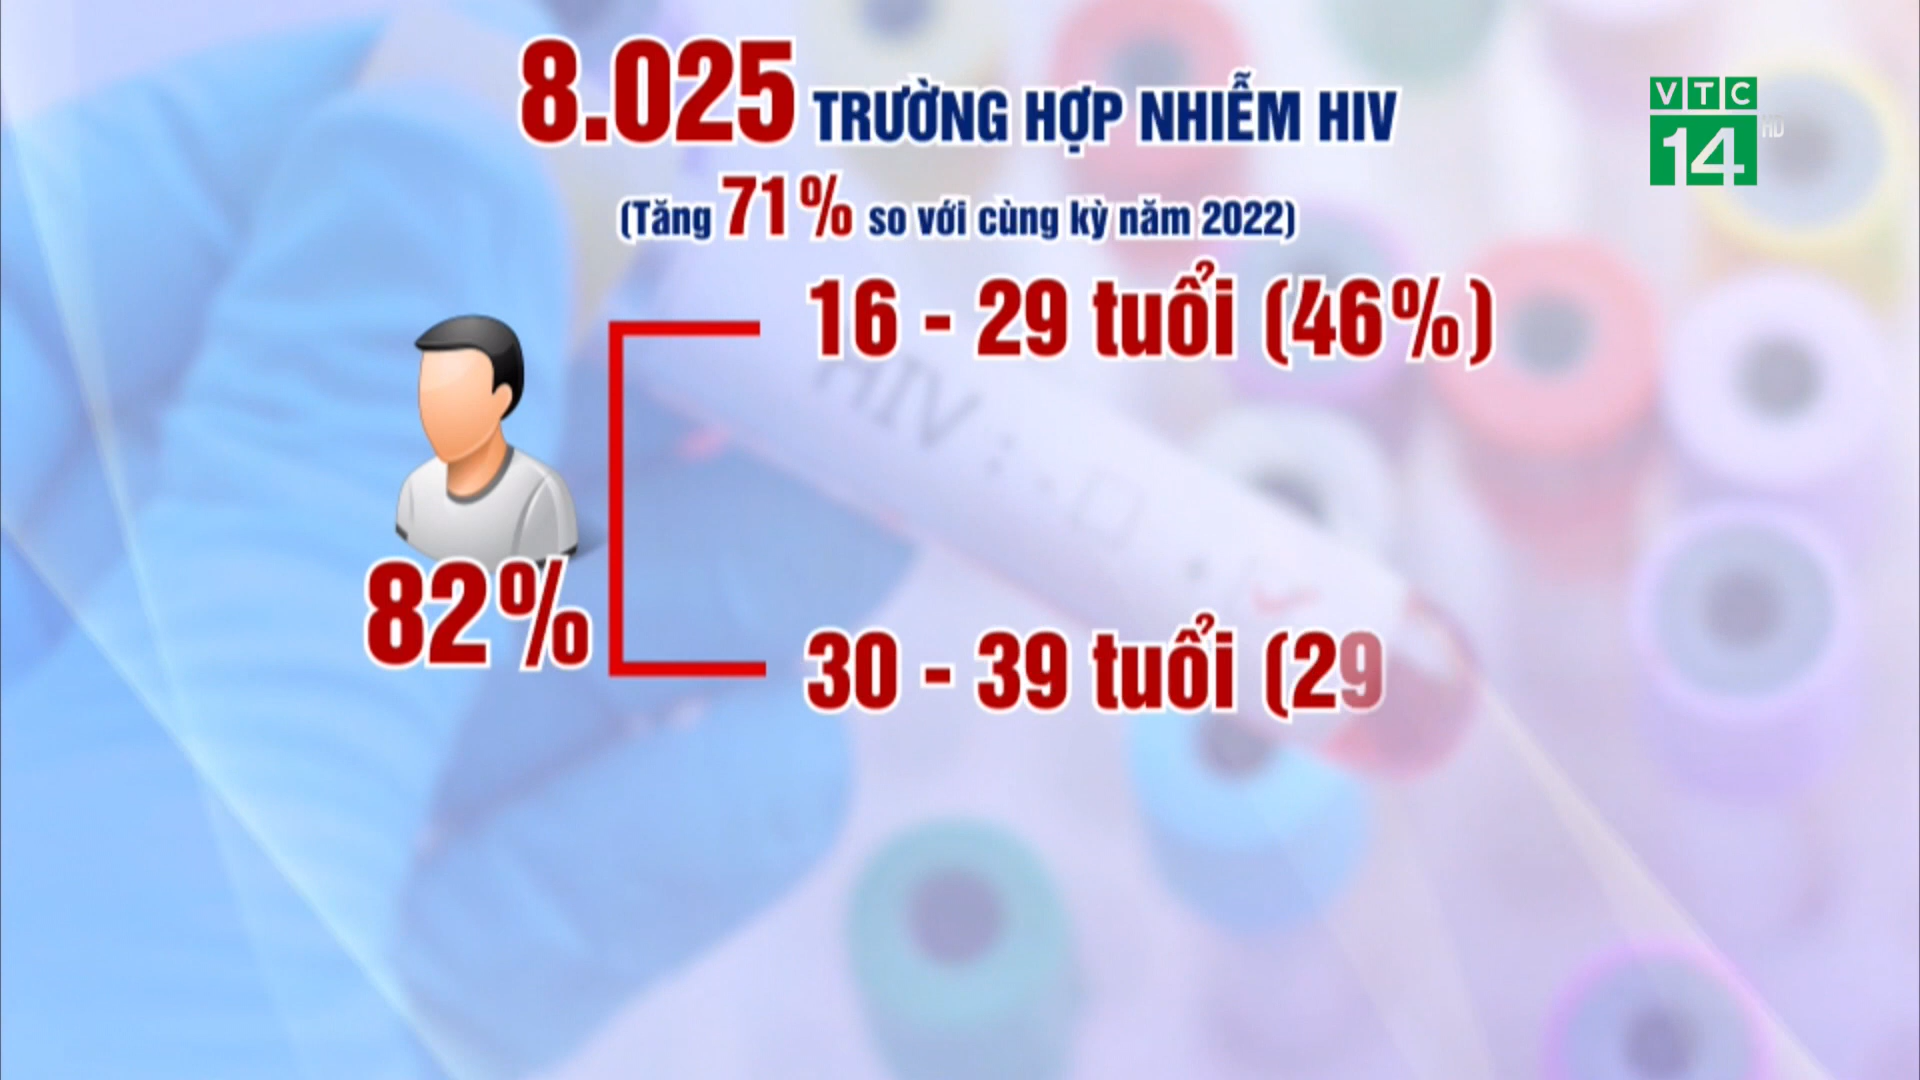 8.025 TRƯỜNG HỢP NHIỄM HIV
VTC
14
HD
(Tăng 71% so với cùng kỳ năm 2022)
16 - 29 tuổi (46%)
HIV :
82%
30 - 39 tuổi (29